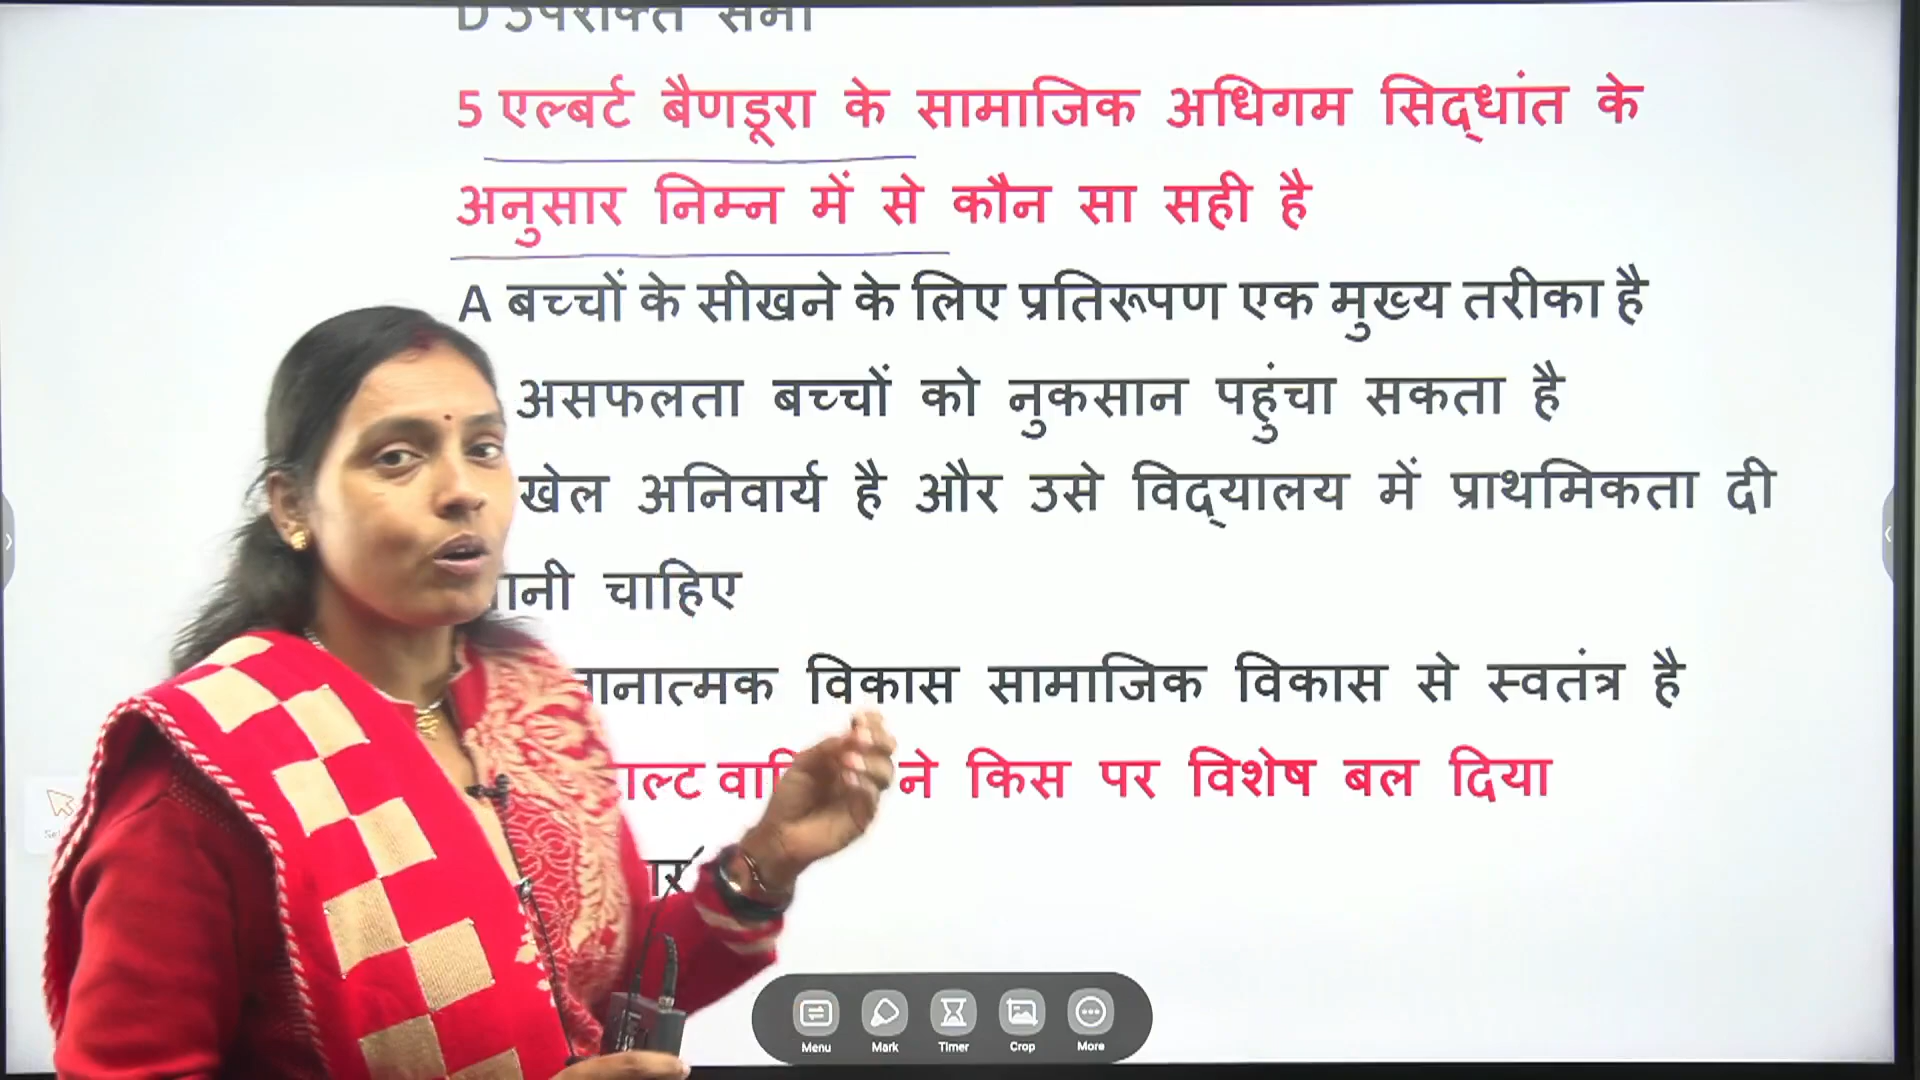 5 एल्बर्ट बैणडूरा के सामाजिक अधिगम सिद्धांत के
अनुसार निम्न में से कौन सा सही है
A बच्चों के सीखने के लिए प्रतिरूपण एक मुख्य तरीका है
असफलता बच्चों को नुकसान पहुंचा सकता है
खेल अनिवार्य है और उसे विद्यालय में प्राथमिकता दी
चाहिए
विकास सामाजिक विकास से स्वतंत्र है
ने किस पर विशेष बल दिया
Menu Mark Timer Crop More